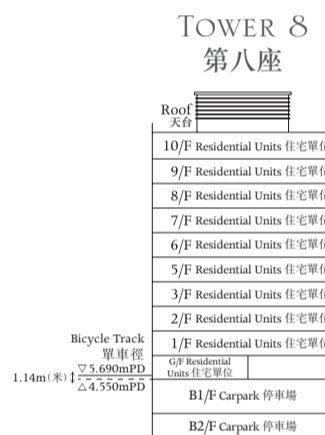 TOWER 8
第八座
Roof
天台
10/F Residential Units 住宅單位
9/F Residential Units 住宅單位
8/F Residential Units 住宅單位
7/F Residential Units 住宅單位
6/F Residential Units 住宅單位
5/F Residential Units 住宅單位
3/F Residential Units 住宅單位
2/F Residential Units 住宅單位
1/F Residential Units 住宅單位
G/F Residential
Units 住宅單位
Bicycle Track
單車徑
▽5.690mPD
1.14m(米)
△4.550mPD
B1/F Carpark 停車場
B2/F Carpark 停車場